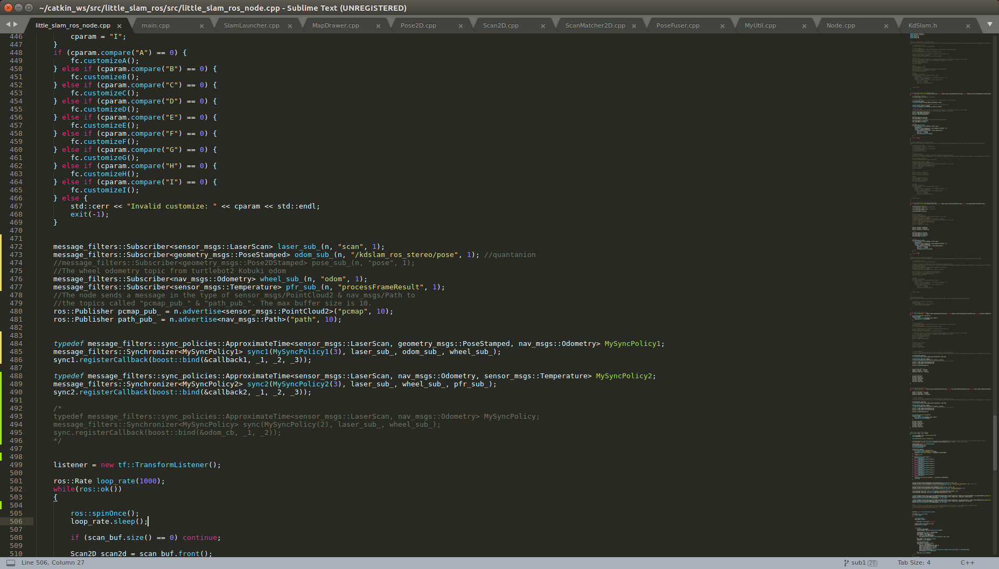 ~/catkin_ws/src/little_slam_ros/src/little_slam_ros_node.cpp - Sublime Text (UNREGISTERED)
little_slam_ros_node.cpp
main.cpp
SlamLauncher.cpp
MapDrawer.cpp
Pose2D.cpp
Scan2D.cpp
ScanMatcher2D.cpp
PoseFuser.cpp
MyUtil.cpp
Node.cpp
KdSlam.h
446 cparam = "I";
447 }
448 if (cparam.compare("A") == 0) {
449 fc.customizeA();
450 } else if (cparam.compare("B") == 0) {
451 fc.customizeB();
452 } else if (cparam.compare("C") == 0) {
453 fc.customizeC();
454 } else if (cparam.compare("D") == 0) {
455 fc.customizeD();
456 } else if (cparam.compare("E") == 0) {
457 fc.customizeE();
458 } else if (cparam.compare("F") == 0) {
459 fc.customizeF();
460 } else if (cparam.compare("G") == 0) {
461 fc.customizeG();
462 } else if (cparam.compare("H") == 0) {
463 fc.customizeH();
464 } else if (cparam.compare("I") == 0) {
465 fc.customizeI();
466 } else {
467 std::cerr << "Invalid customize: " << cparam << std::endl;
468 exit(-1);
469 }
470
471
472 message_filters::Subscriber<sensor_msgs::LaserScan> laser_sub_(n, "scan", 1);
473 message_filters::Subscriber<geometry_msgs::PoseStamped> odom_sub_(n, "/kdslam_ros_stereo/pose", 1); //quantanion
474 //message_filters::Subscriber<geometry_msgs::Pose2DStamped> pose_sub_(n, "pose", 1);
475 //The wheel odometry topic from turtlebot2 Kobuki odom
476 message_filters::Subscriber<nav_msgs::Odometry> wheel_sub_(n, "odom", 1);
477 message_filters::Subscriber<sensor_msgs::Temperature> pfr_sub_(n, "processFrameResult", 1);
478 //The node sends a message in the type of sensor_msgs/PointCloud2 & nav_msgs/Path to
479 //the topics called "pcmap_pub_" & "path_pub_". The max buffer size is 10.
480 ros::Publisher pcmap_pub_ = n.advertise<sensor_msgs::PointCloud2>("pcmap", 10);
481 ros::Publisher path_pub_ = n.advertise<nav_msgs::Path>("path", 10);
482
483
484 typedef message_filters::sync_policies::ApproximateTime<sensor_msgs::LaserScan, geometry_msgs::PoseStamped, nav_msgs::Odometry> MySyncPolicy1;
485 message_filters::Synchronizer<MySyncPolicy1> sync1(MySyncPolicy1(3), laser_sub_, odom_sub_, wheel_sub_);
486 sync1.registerCallback(boost::bind(&callback1, _1, _2, _3));
487
488 typedef message_filters::sync_policies::ApproximateTime<sensor_msgs::LaserScan, nav_msgs::Odometry, sensor_msgs::Temperature> MySyncPolicy2;
489 message_filters::Synchronizer<MySyncPolicy2> sync2(MySyncPolicy2(3), laser_sub_, wheel_sub_, pfr_sub_);
490 sync2.registerCallback(boost::bind(&callback2, _1, _2, _3));
491
492 /*
493 typedef message_filters::sync_policies::ApproximateTime<sensor_msgs::LaserScan, nav_msgs::Odometry> MySyncPolicy;
494 message_filters::Synchronizer<MySyncPolicy> sync(MySyncPolicy(2), laser_sub_, wheel_sub_);
495 sync.registerCallback(boost::bind(&odom_cb, _1, _2));
496 */
497
498
499 listener = new tf::TransformListener();
500
501 ros::Rate loop_rate(1000);
502 while(ros::ok())
503 {
504
505 ros::spinOnce();
506 loop_rate.sleep();
507
508 if (scan_buf.size() == 0) continue;
509
510 Scan2D scan2d = scan_buf.front();
Line 506, Column 27
sub1 20
Tab Size: 4
C++